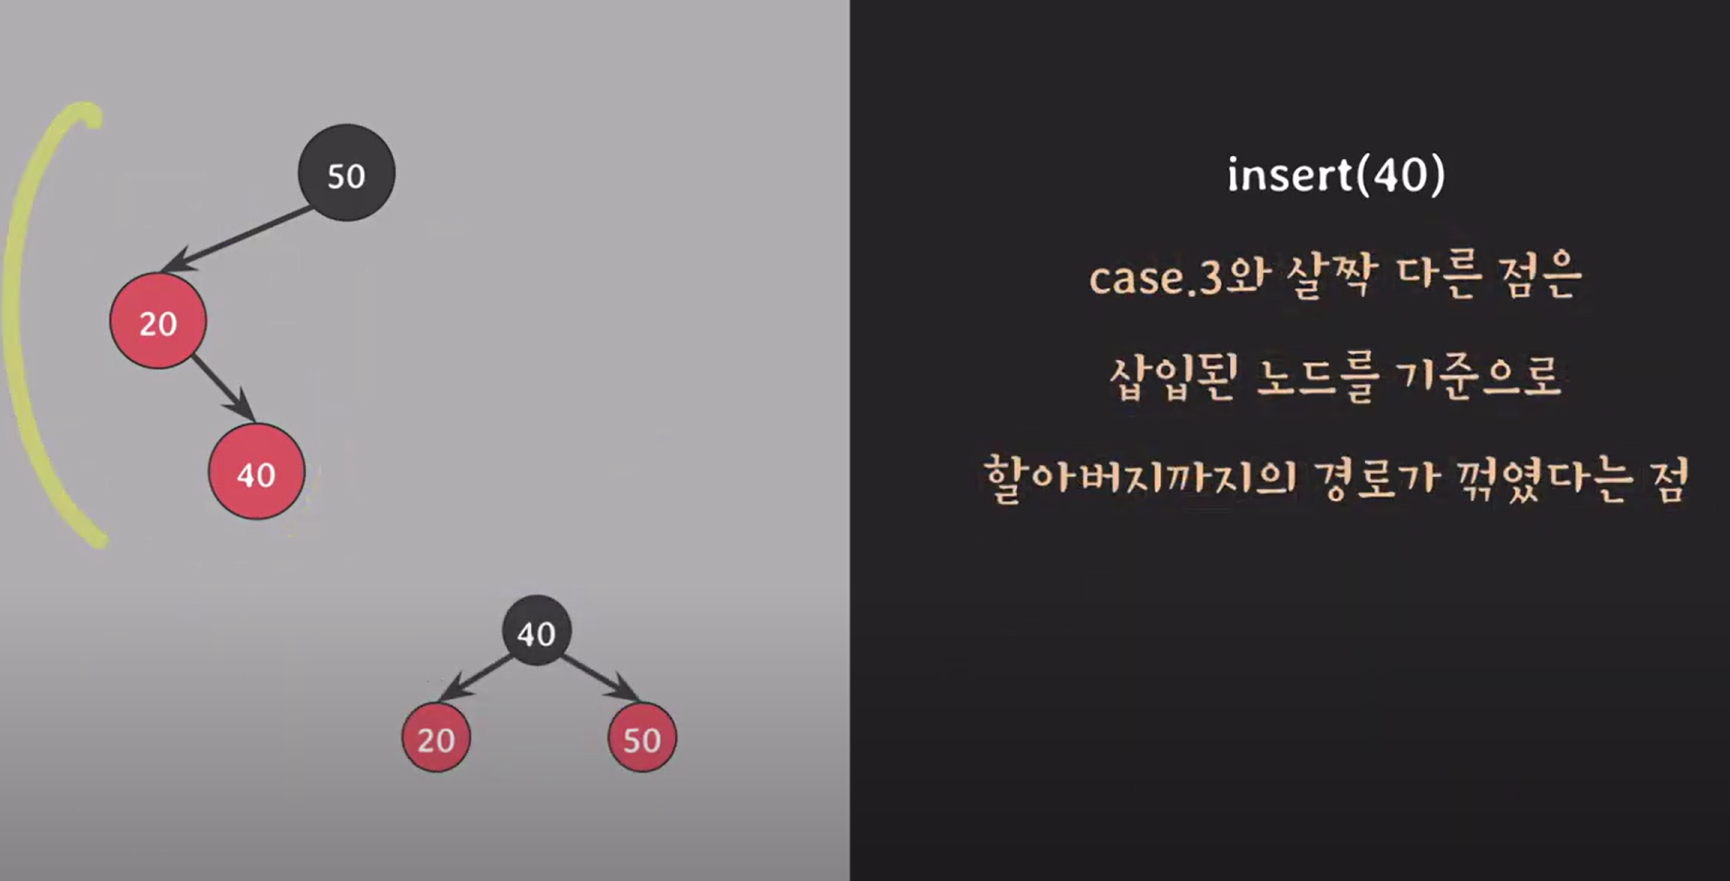 50
20
40
40
20
50
insert(40)
case.3와 살짝 다른 점은
삽입된 노드를 기준으로
할아버지까지의 경로가 꺾였다는 점